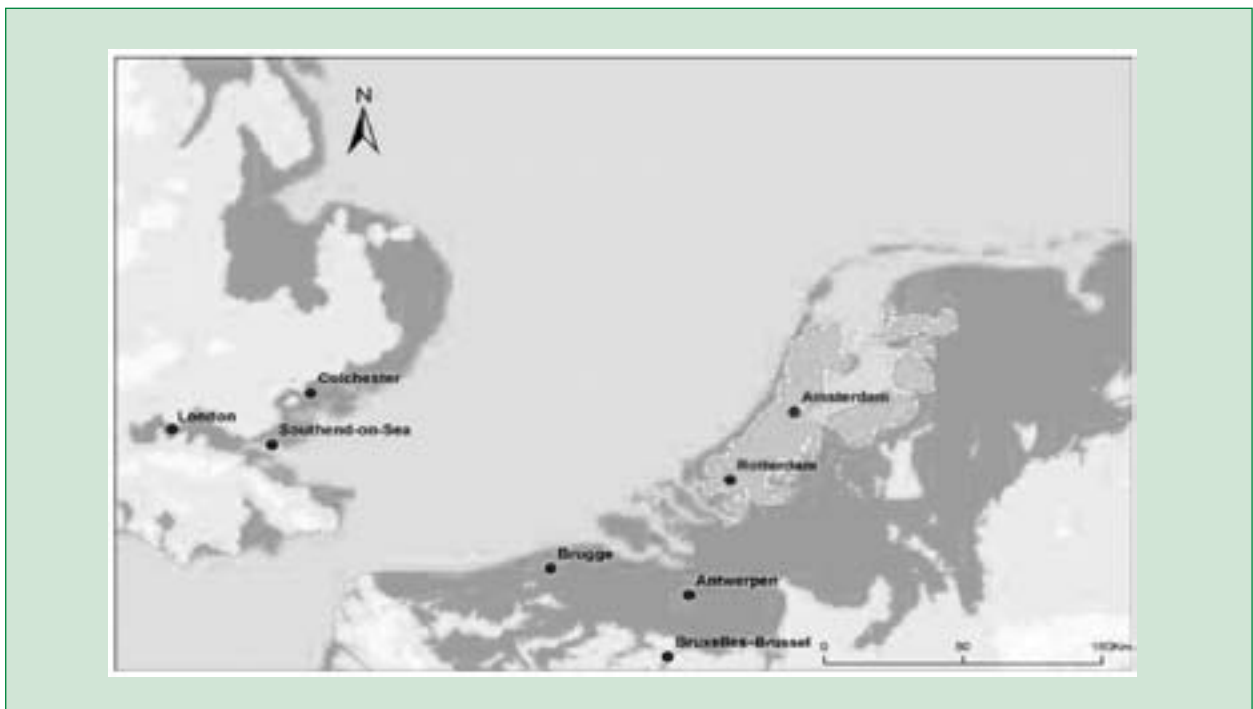 N
Colchester
London
Southend-on-Sea
Amsterdam
Rotterdam
Brugge
Antwerpen
Bruxelles-Brussel
0 50 100Km